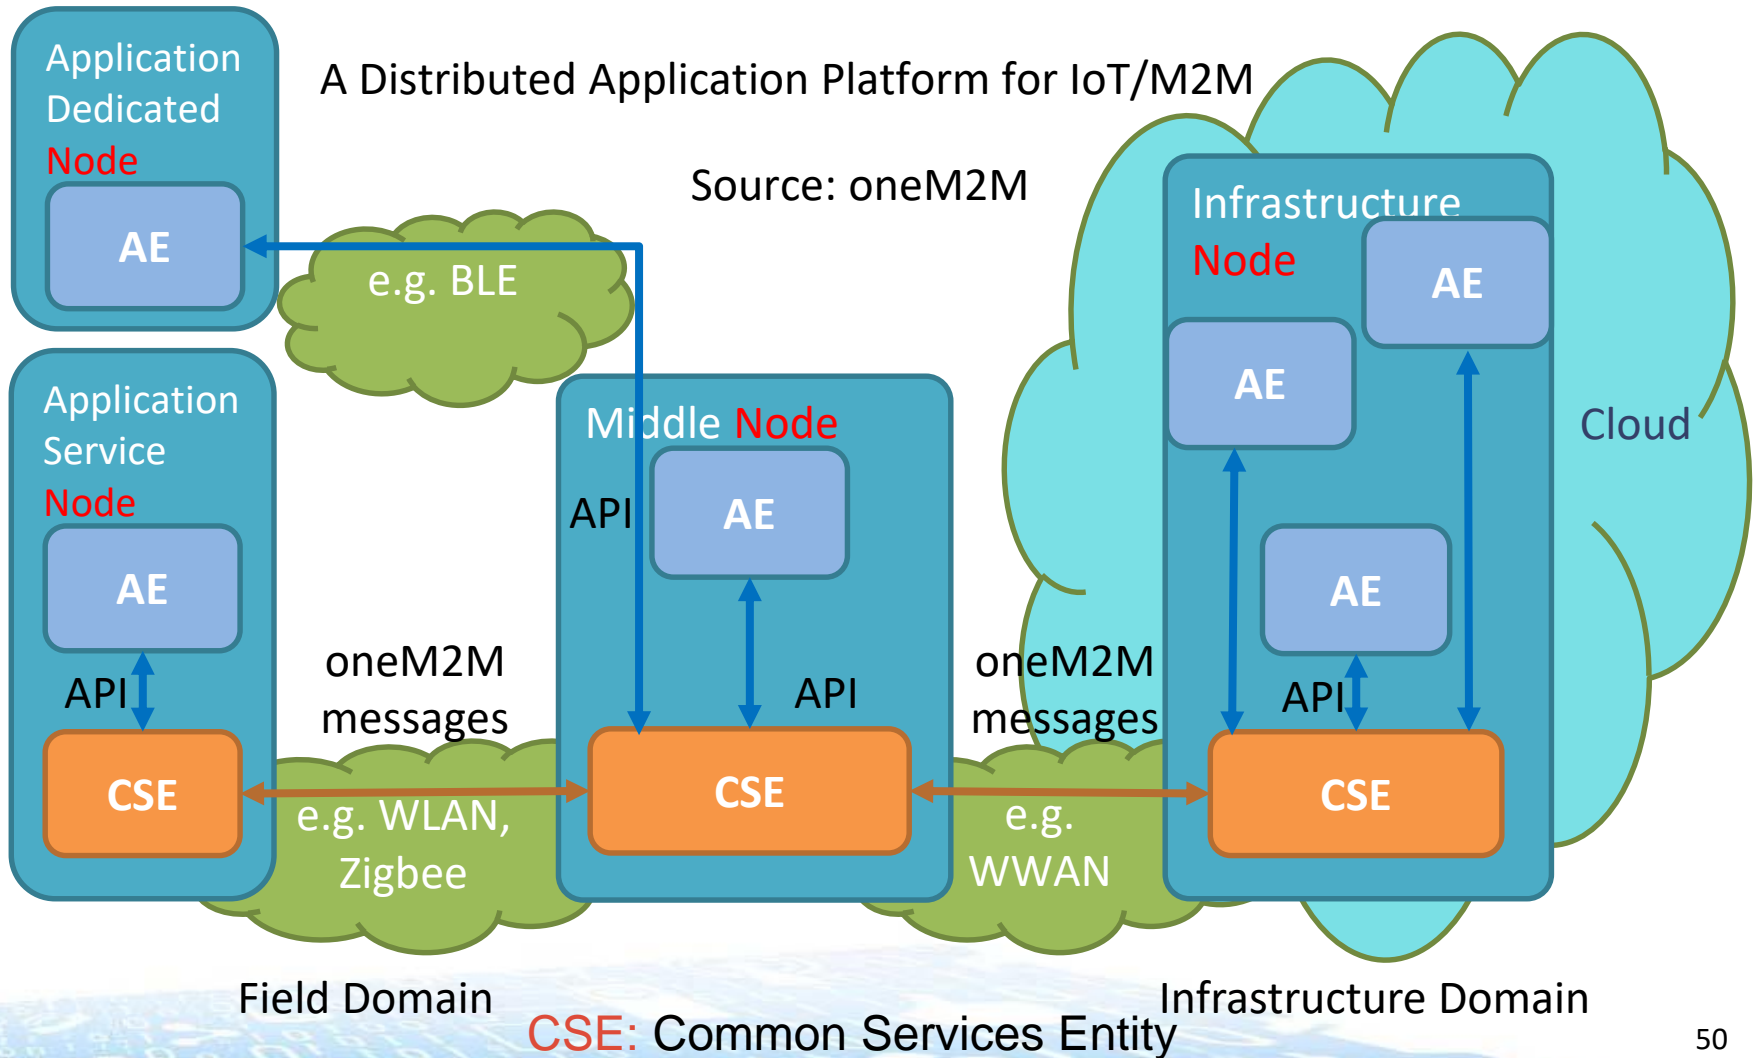 Application
Dedicated
Node
AE
A Distributed Application Platform for IoT/M2M
Source: oneM2M
e.g. BLE
Application
Service
Node
AE
API
CSE
oneM2M
messages
e.g. WLAN,
Zigbee
Middle Node
API
AE
API
CSE
oneM2M
messages
e.g.
WWAN
Infrastructure
Node
AE
AE
AE
API
CSE
Cloud
Field Domain
Infrastructure Domain
CSE: Common Services Entity
50